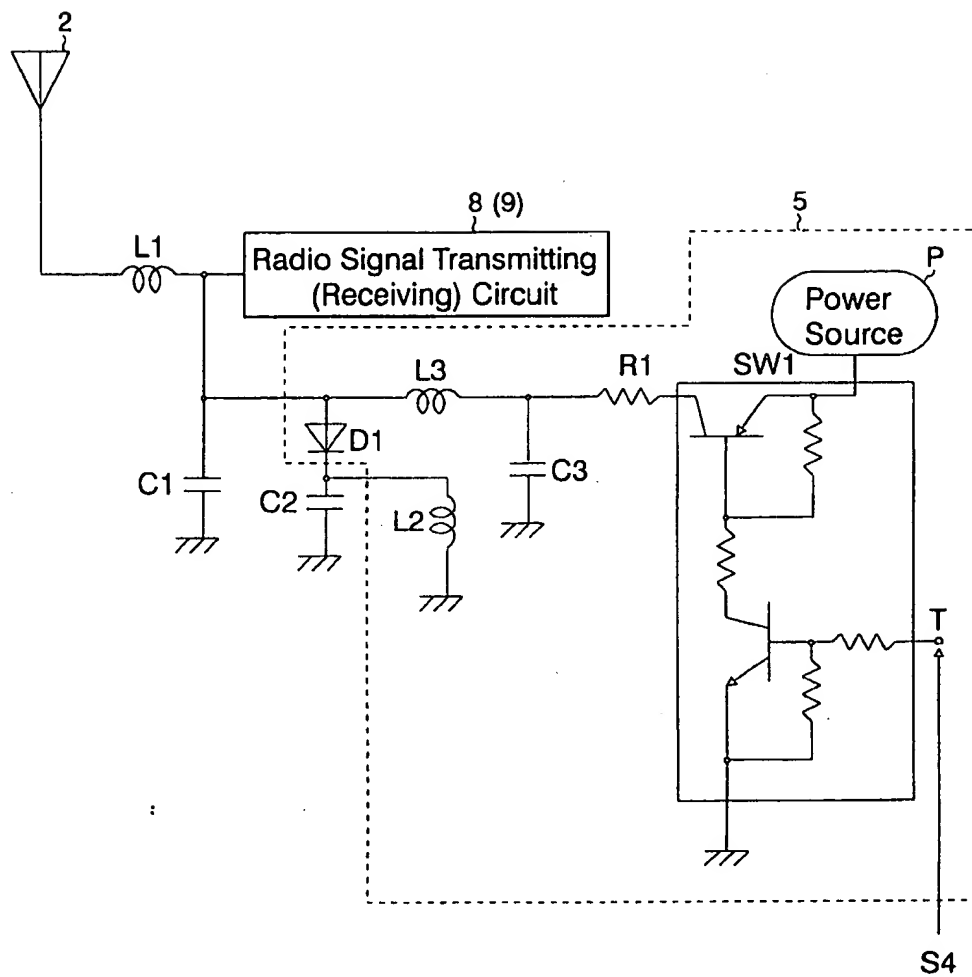 2
8 (9)
5
L1
Radio Signal Transmitting
(Receiving) Circuit
P
Power
Source
L3
R1
SW1
D1
C1
C2
L2
C3
T
S4